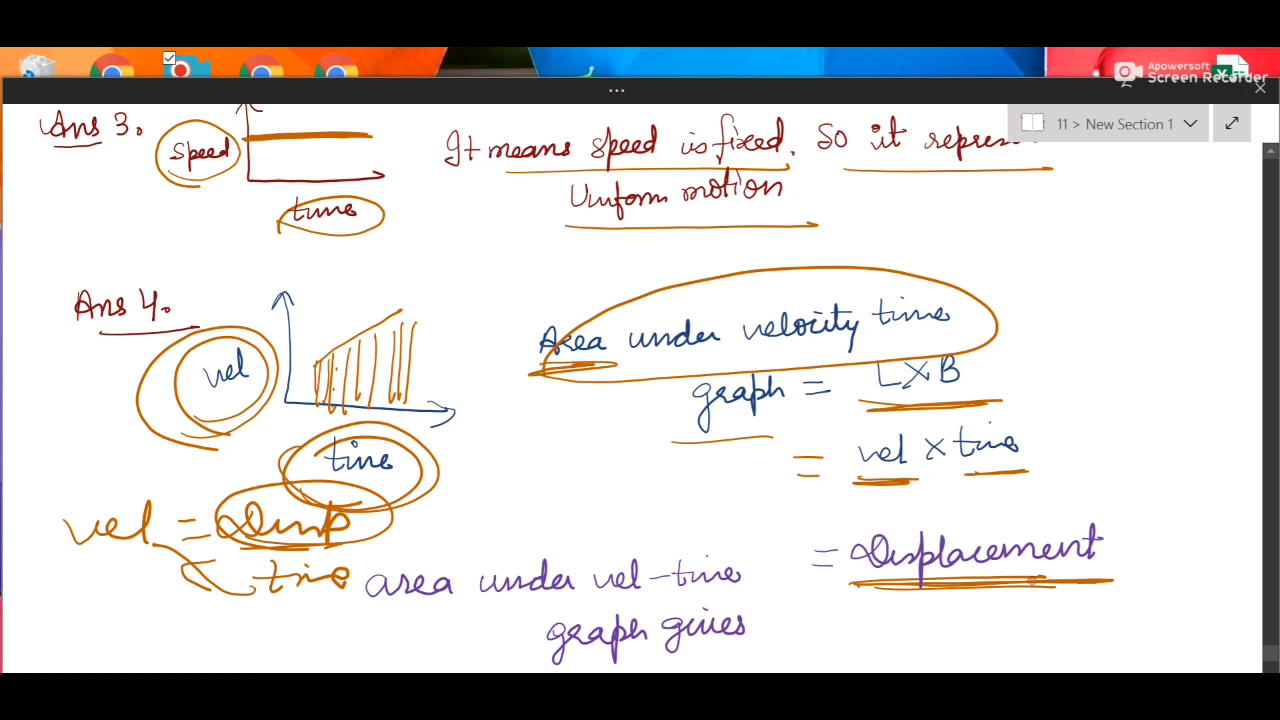 Apowersoft
Screen Recorder
11 > New Section 1
Ans 3.
Speed
time
It means speed is fixed. So it repres
Uniform motion
Ans 4.
vel
time
Area under velocity time
graph = L×B
= vel × time
= Displacement
vel = Disp
time
area under vel-time
graph gives